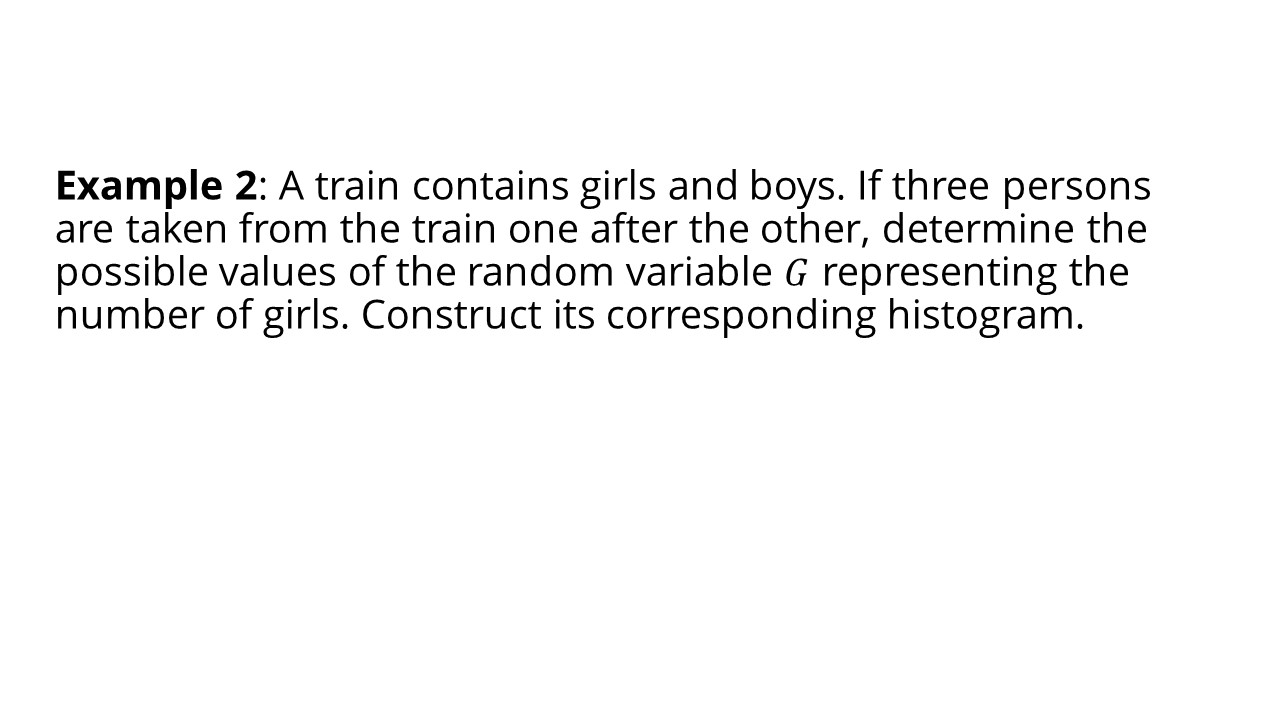 Example 2: A train contains girls and boys. If three persons
are taken from the train one after the other, determine the
possible values of the random variable G representing the
number of girls. Construct its corresponding histogram.